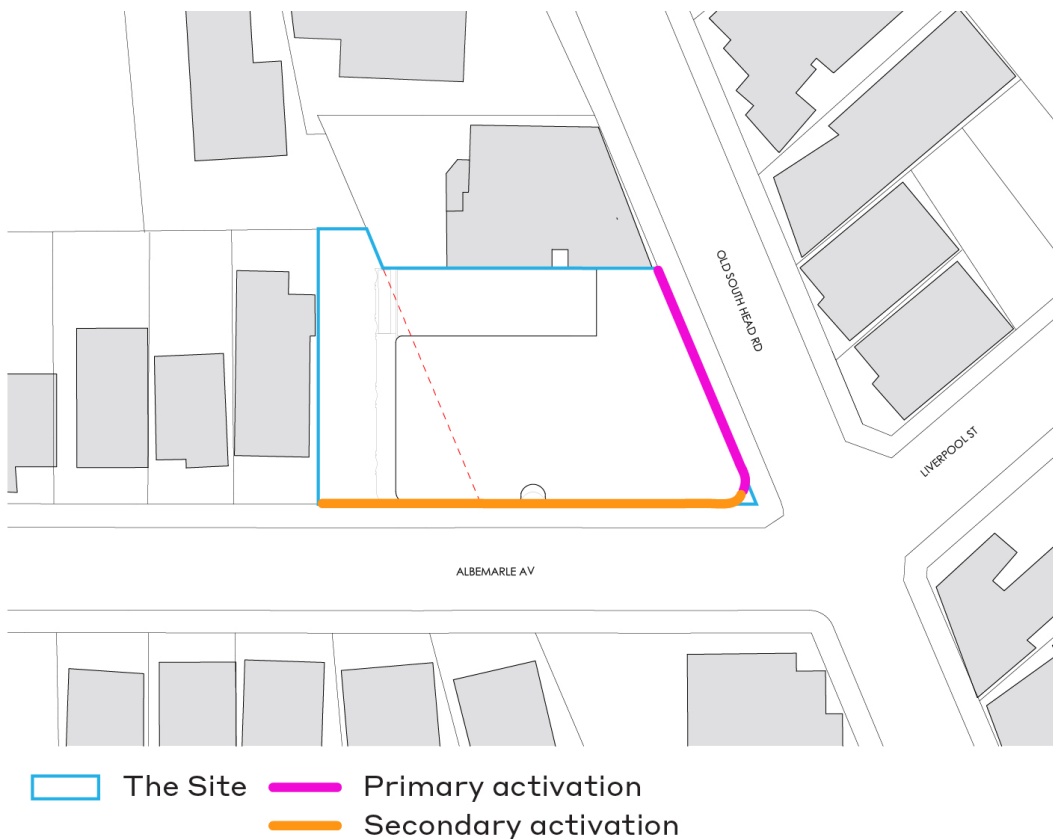 OLD SOUTH HEAD RD
LIVERPOOL ST
ALBEMARLE AV
The Site
Primary activation
Secondary activation